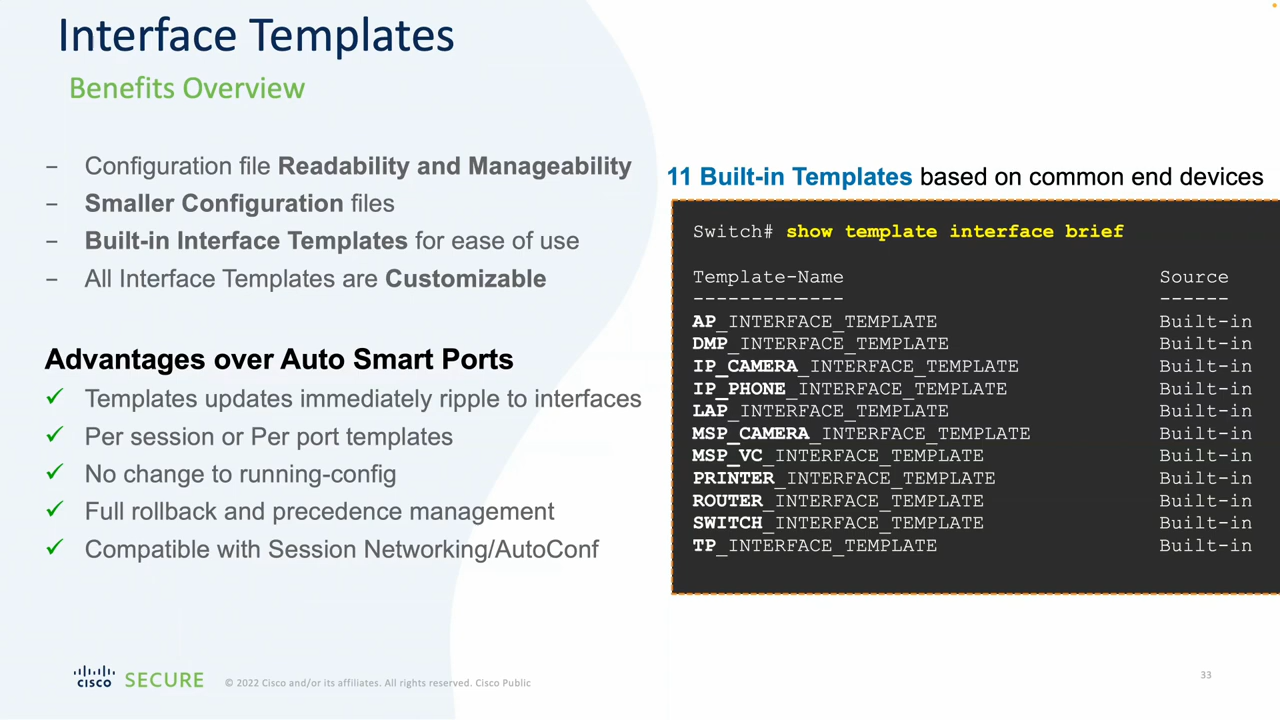 Interface Templates
Benefits Overview
– Configuration file Readability and Manageability
– Smaller Configuration files
– Built-in Interface Templates for ease of use
– All Interface Templates are Customizable
Advantages over Auto Smart Ports
✓ Templates updates immediately ripple to interfaces
✓ Per session or Per port templates
✓ No change to running-config
✓ Full rollback and precedence management
✓ Compatible with Session Networking/AutoConf
11 Built-in Templates based on common end devices
Switch# show template interface brief
Template-Name Source
------------- ------
AP_INTERFACE_TEMPLATE Built-in
DMP_INTERFACE_TEMPLATE Built-in
IP_CAMERA_INTERFACE_TEMPLATE Built-in
IP_PHONE_INTERFACE_TEMPLATE Built-in
LAP_INTERFACE_TEMPLATE Built-in
MSP_CAMERA_INTERFACE_TEMPLATE Built-in
MSP_VC_INTERFACE_TEMPLATE Built-in
PRINTER_INTERFACE_TEMPLATE Built-in
ROUTER_INTERFACE_TEMPLATE Built-in
SWITCH_INTERFACE_TEMPLATE Built-in
TP_INTERFACE_TEMPLATE Built-in
CISCO SECURE © 2022 Cisco and/or its affiliates. All rights reserved. Cisco Public
33